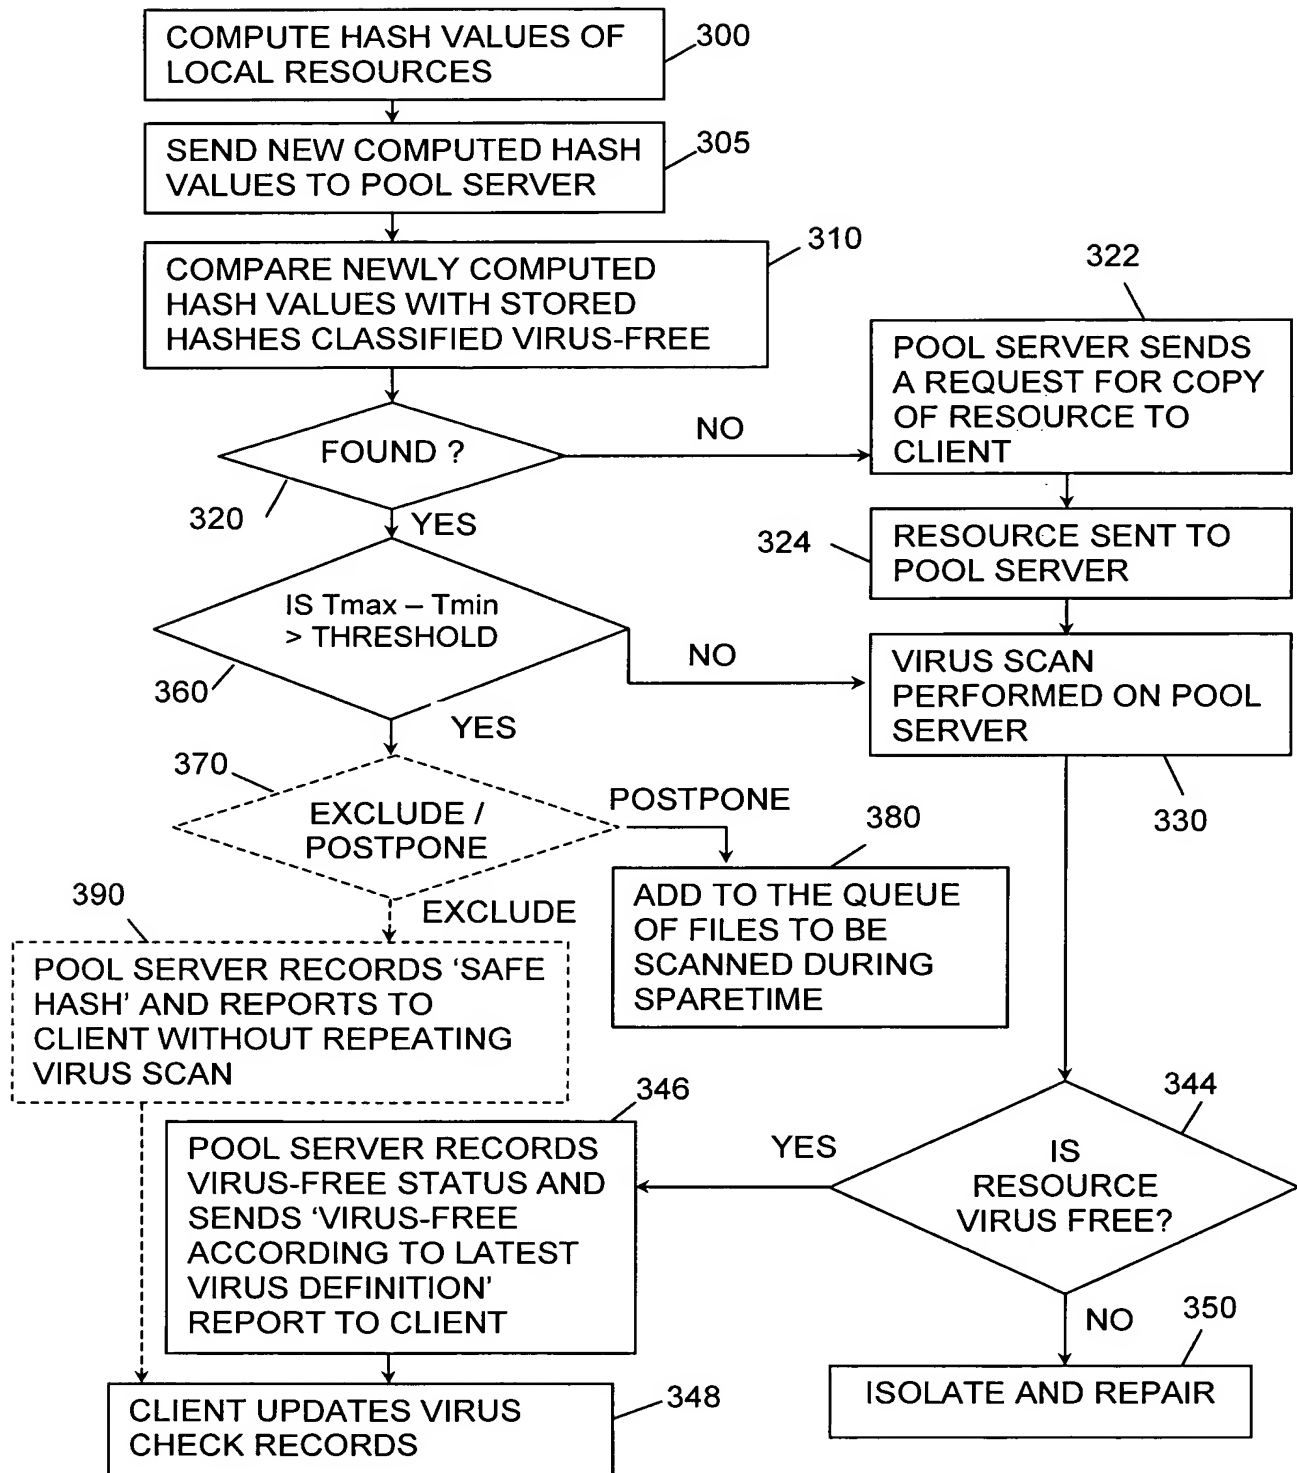 COMPUTE HASH VALUES OF
LOCAL RESOURCES
300
SEND NEW COMPUTED HASH
VALUES TO POOL SERVER
305
COMPARE NEWLY COMPUTED
HASH VALUES WITH STORED
HASHES CLASSIFIED VIRUS-FREE
310
FOUND ?
320
NO
YES
322
POOL SERVER SENDS
A REQUEST FOR COPY
OF RESOURCE TO
CLIENT
324
RESOURCE SENT TO
POOL SERVER
IS Tmax – Tmin
> THRESHOLD
360
NO
YES
VIRUS SCAN
PERFORMED ON POOL
SERVER
330
370
EXCLUDE /
POSTPONE
POSTPONE
EXCLUDE
380
ADD TO THE QUEUE
OF FILES TO BE
SCANNED DURING
SPARETIME
390
POOL SERVER RECORDS ‘SAFE
HASH’ AND REPORTS TO
CLIENT WITHOUT REPEATING
VIRUS SCAN
344
IS
RESOURCE
VIRUS FREE?
YES
NO
346
POOL SERVER RECORDS
VIRUS-FREE STATUS AND
SENDS ‘VIRUS-FREE
ACCORDING TO LATEST
VIRUS DEFINITION’
REPORT TO CLIENT
350
ISOLATE AND REPAIR
CLIENT UPDATES VIRUS
CHECK RECORDS
348